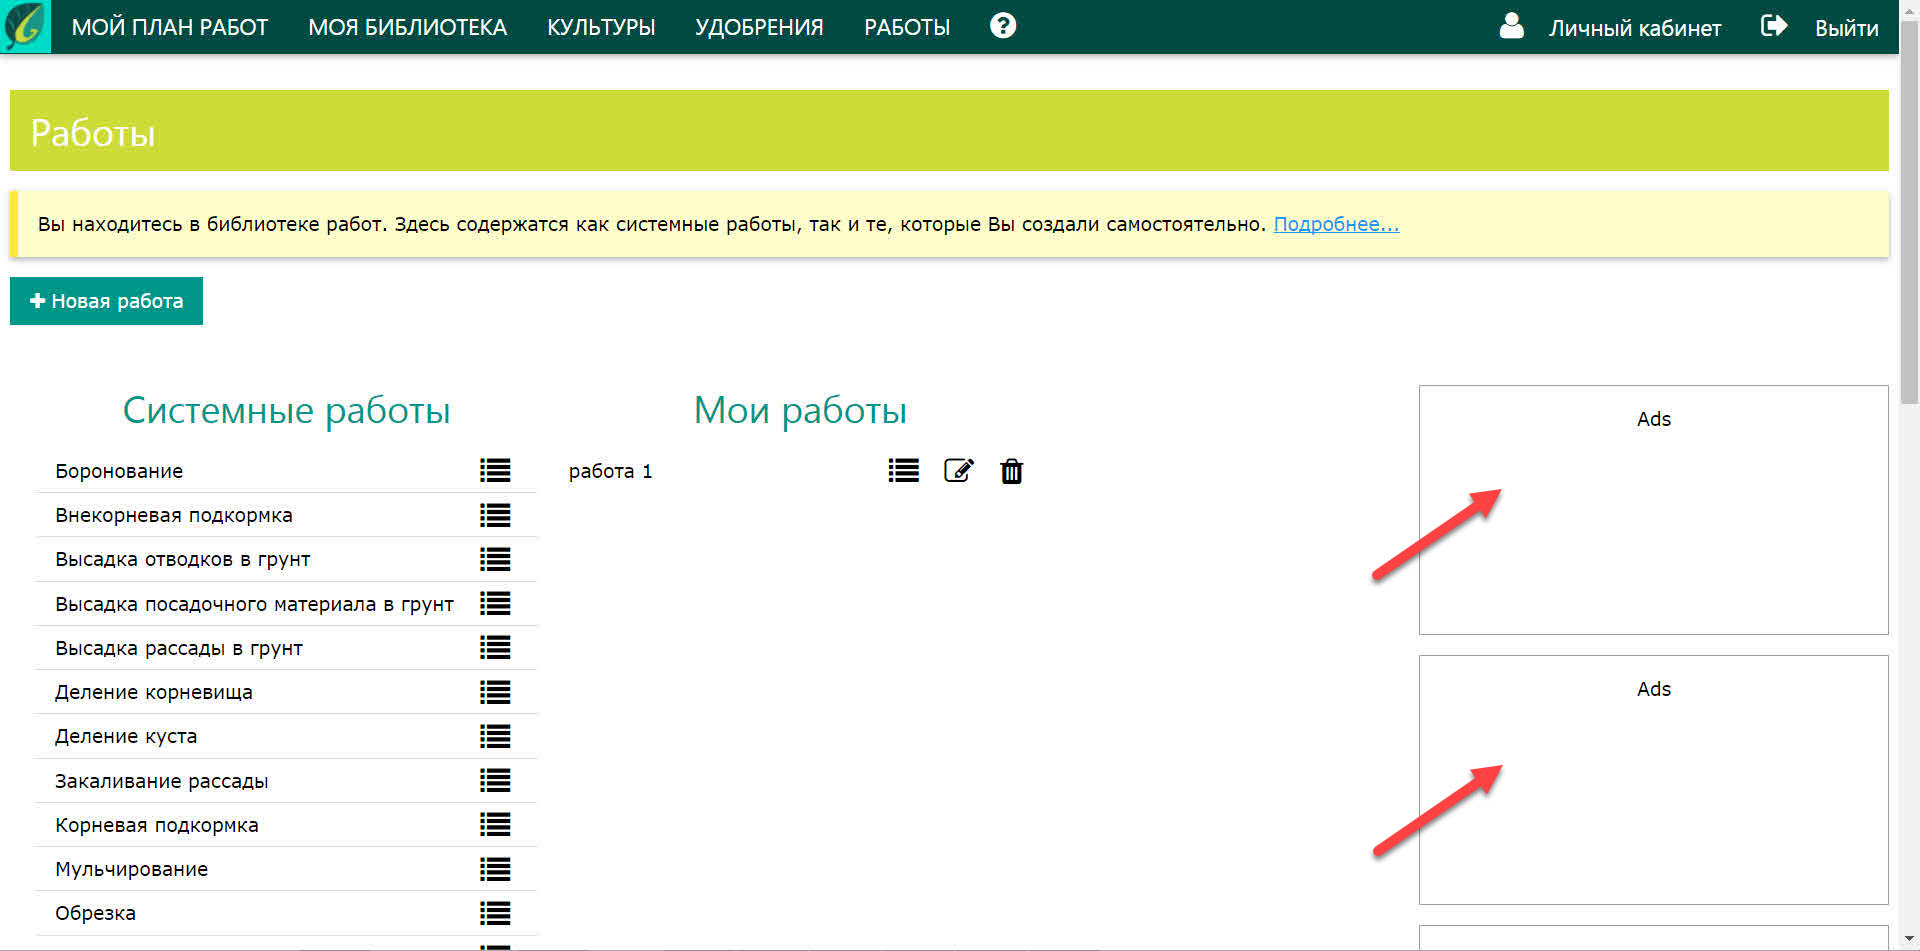 МОЙ ПЛАН РАБОТ МОЯ БИБЛИОТЕКА КУЛЬТУРЫ УДОБРЕНИЯ РАБОТЫ ? Личный кабинет Выйти
Работы
Вы находитесь в библиотеке работ. Здесь содержатся как системные работы, так и те, которые Вы создали самостоятельно. Подробнее...
Новая работа
Системные работы
Боронование
Внекорневая подкормка
Высадка отводков в грунт
Высадка посадочного материала в грунт
Высадка рассады в грунт
Деление корневища
Деление куста
Закаливание рассады
Корневая подкормка
Мульчирование
Обрезка
Мои работы
работа 1
Ads
Ads